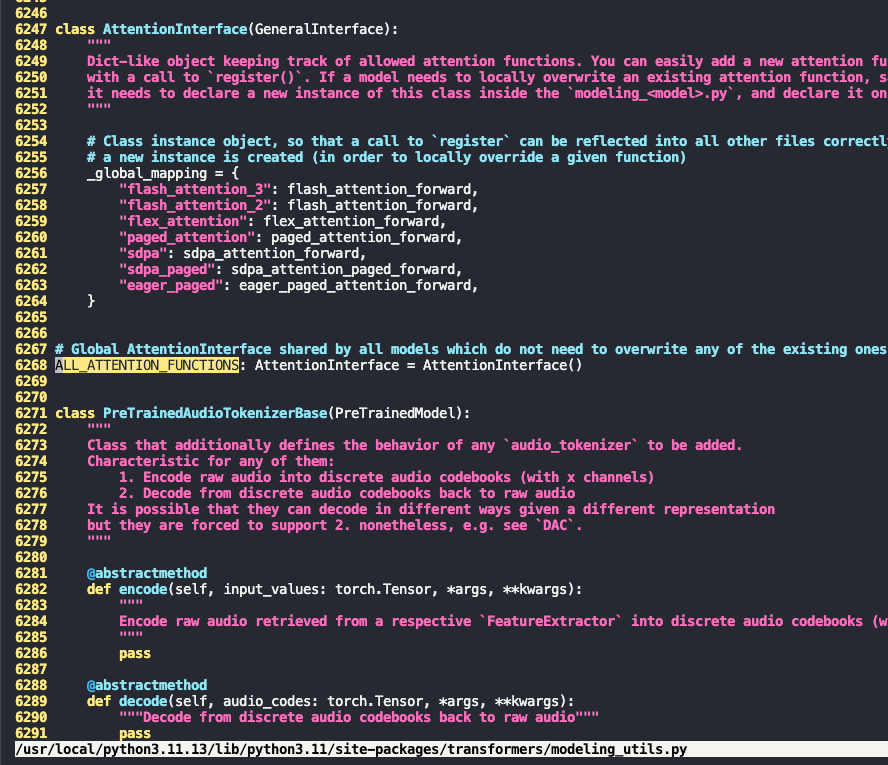 6245
6246
6247 class AttentionInterface(GeneralInterface):
6248     """
6249     Dict-like object keeping track of allowed attention functions. You can easily add a new attention fu
6250     with a call to `register()`. If a model needs to locally overwrite an existing attention function, s
6251     it needs to declare a new instance of this class inside the `modeling_<model>.py`, and declare it on
6252     """
6253
6254     # Class instance object, so that a call to `register` can be reflected into all other files correctly
6255     # a new instance is created (in order to locally override a given function)
6256     _global_mapping = {
6257         "flash_attention_3": flash_attention_forward,
6258         "flash_attention_2": flash_attention_forward,
6259         "flex_attention": flex_attention_forward,
6260         "paged_attention": paged_attention_forward,
6261         "sdpa": sdpa_attention_forward,
6262         "sdpa_paged": sdpa_attention_paged_forward,
6263         "eager_paged": eager_paged_attention_forward,
6264     }
6265
6266
6267 # Global AttentionInterface shared by all models which do not need to overwrite any of the existing ones
6268 ALL_ATTENTION_FUNCTIONS: AttentionInterface = AttentionInterface()
6269
6270
6271 class PreTrainedAudioTokenizerBase(PreTrainedModel):
6272     """
6273     Class that additionally defines the behavior of any `audio_tokenizer` to be added.
6274     Characteristic for any of them:
6275         1. Encode raw audio into discrete audio codebooks (with x channels)
6276         2. Decode from discrete audio codebooks back to raw audio
6277     It is possible that they can decode in different ways given a different representation
6278     but they are forced to support 2. nonetheless, e.g. see `DAC`.
6279     """
6280
6281     @abstractmethod
6282     def encode(self, input_values: torch.Tensor, *args, **kwargs):
6283         """
6284         Encode raw audio retrieved from a respective `FeatureExtractor` into discrete audio codebooks (w
6285         """
6286         pass
6287
6288     @abstractmethod
6289     def decode(self, audio_codes: torch.Tensor, *args, **kwargs):
6290         """Decode from discrete audio codebooks back to raw audio"""
6291         pass
/usr/local/python3.11.13/lib/python3.11/site-packages/transformers/modeling_utils.py